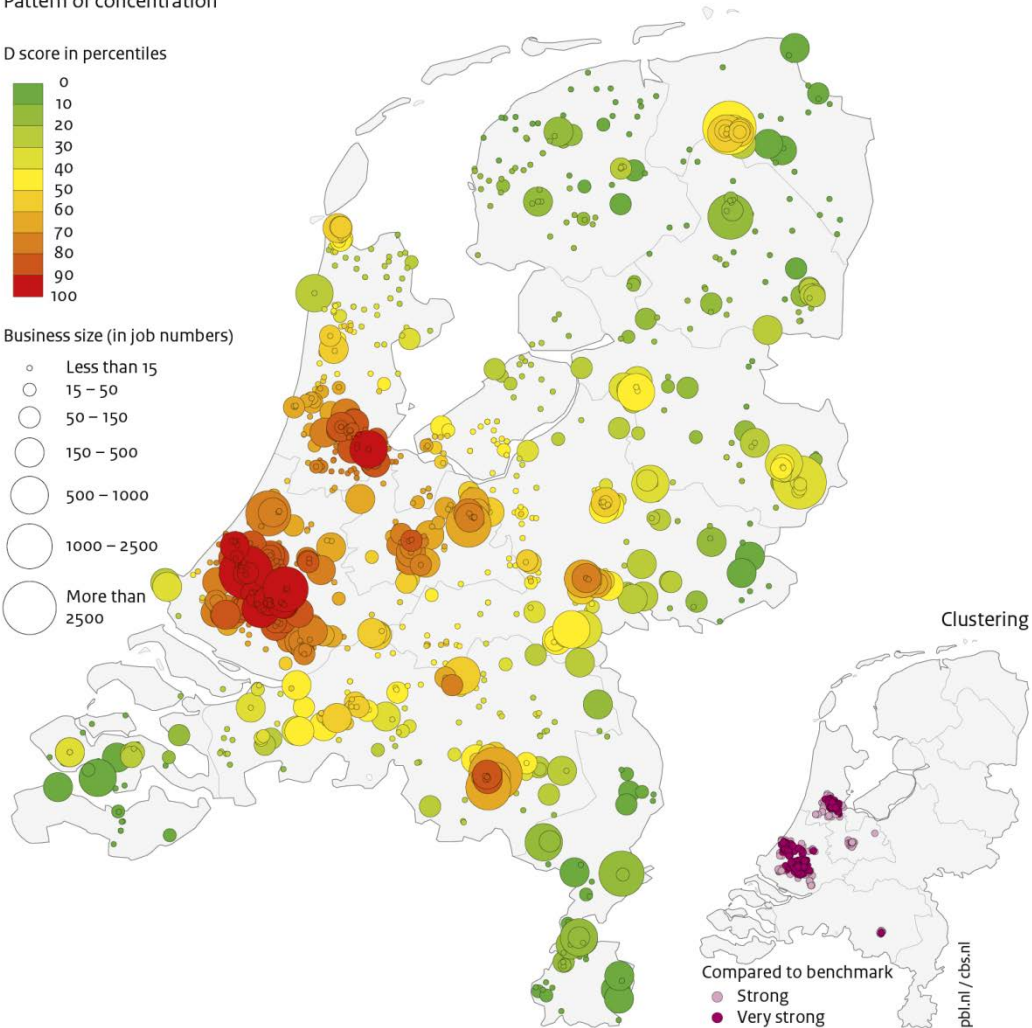 Pattern of concentration
D score in percentiles
0
10
20
30
40
50
60
70
80
90
100
Business size (in job numbers)
Less than 15
15 – 50
50 – 150
150 – 500
500 – 1000
1000 – 2500
More than
2500
Clustering
Compared to benchmark
Strong
Very strong
pbl.nl / cbs.nl